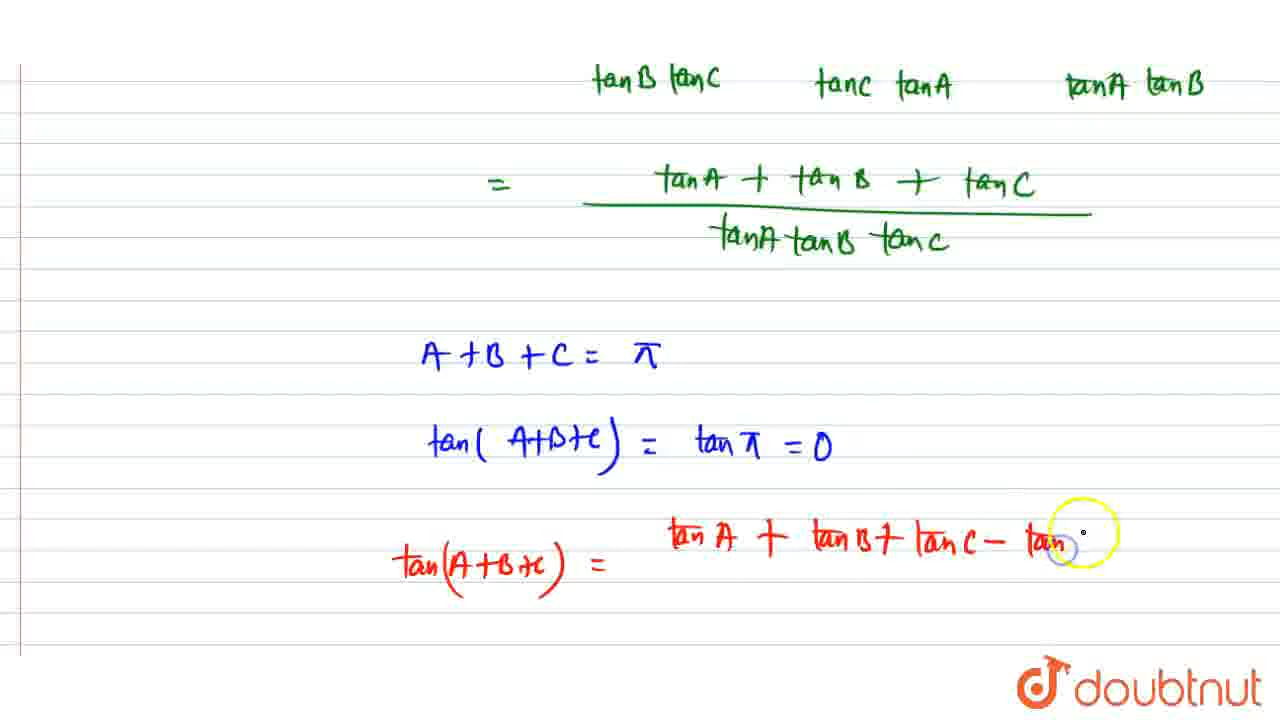 tanB tanC tanC tanA tanA tanB
= tanA + tanB + tanC
tanA tanB tanC
A+B+C = π
tan( A+B+C) = tanπ = 0
tanA + tanB+tanC- tan
tan(A+B+C) =
doubtnut